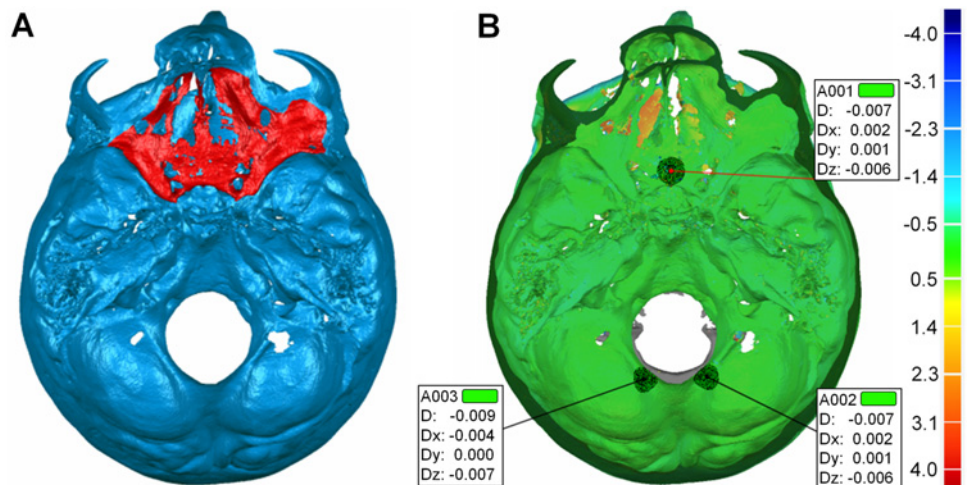 A
B
A001
D: -0.007
Dx: 0.002
Dy: 0.001
Dz: -0.006
A003
D: -0.009
Dx: -0.004
Dy: 0.000
Dz: -0.007
A002
D: -0.007
Dx: 0.002
Dy: 0.001
Dz: -0.006
-4.0
-3.1
-2.3
-1.4
-0.5
0.5
1.4
2.3
3.1
4.0